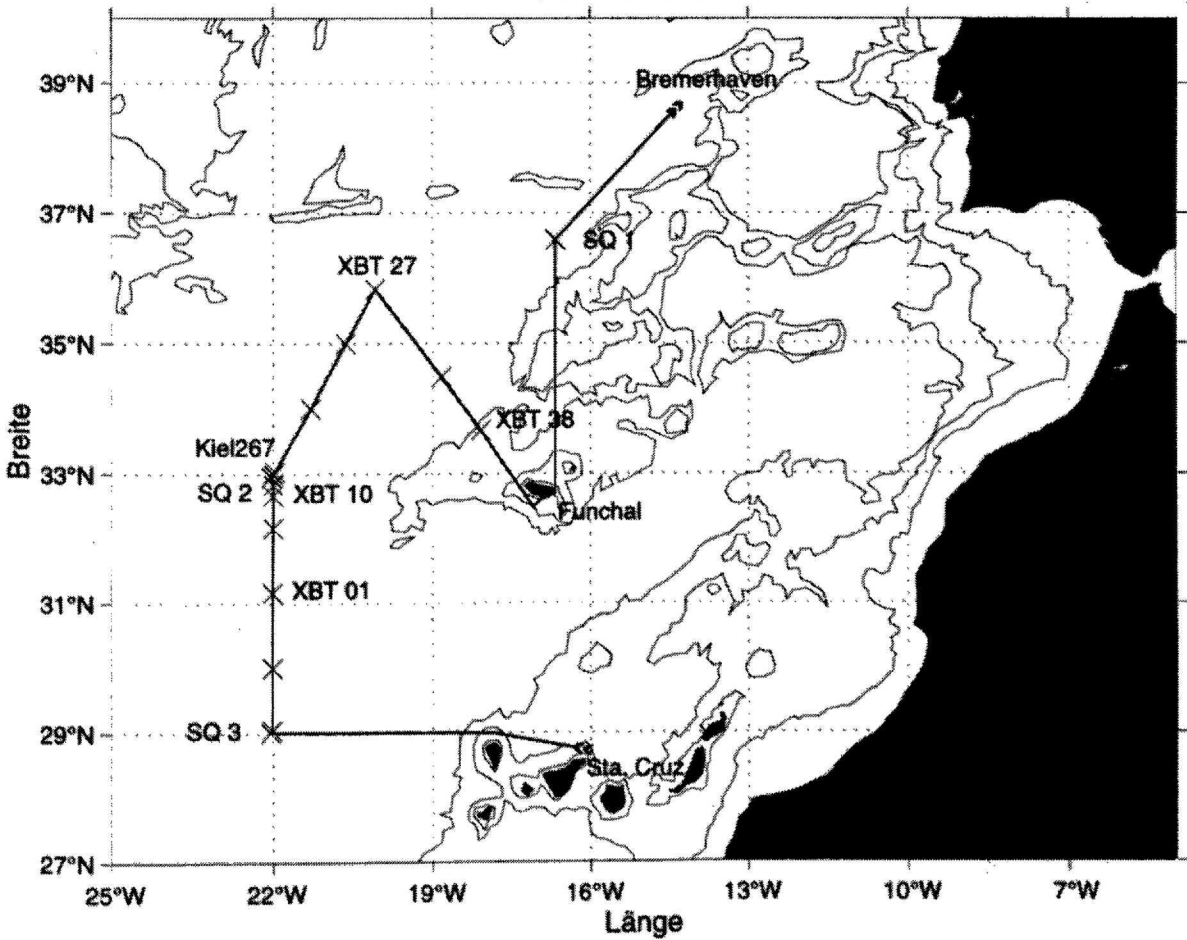 39°N
Bremerhaven
37°N
SQ 1
XBT 27
35°N
Breite
XBT 38
Kiel267
33°N
SQ 2
XBT 10
Funchal
XBT 01
31°N
SQ 3
29°N
Sta. Cruz
27°N
25°W
22°W
19°W
16°W
13°W
10°W
7°W
Länge